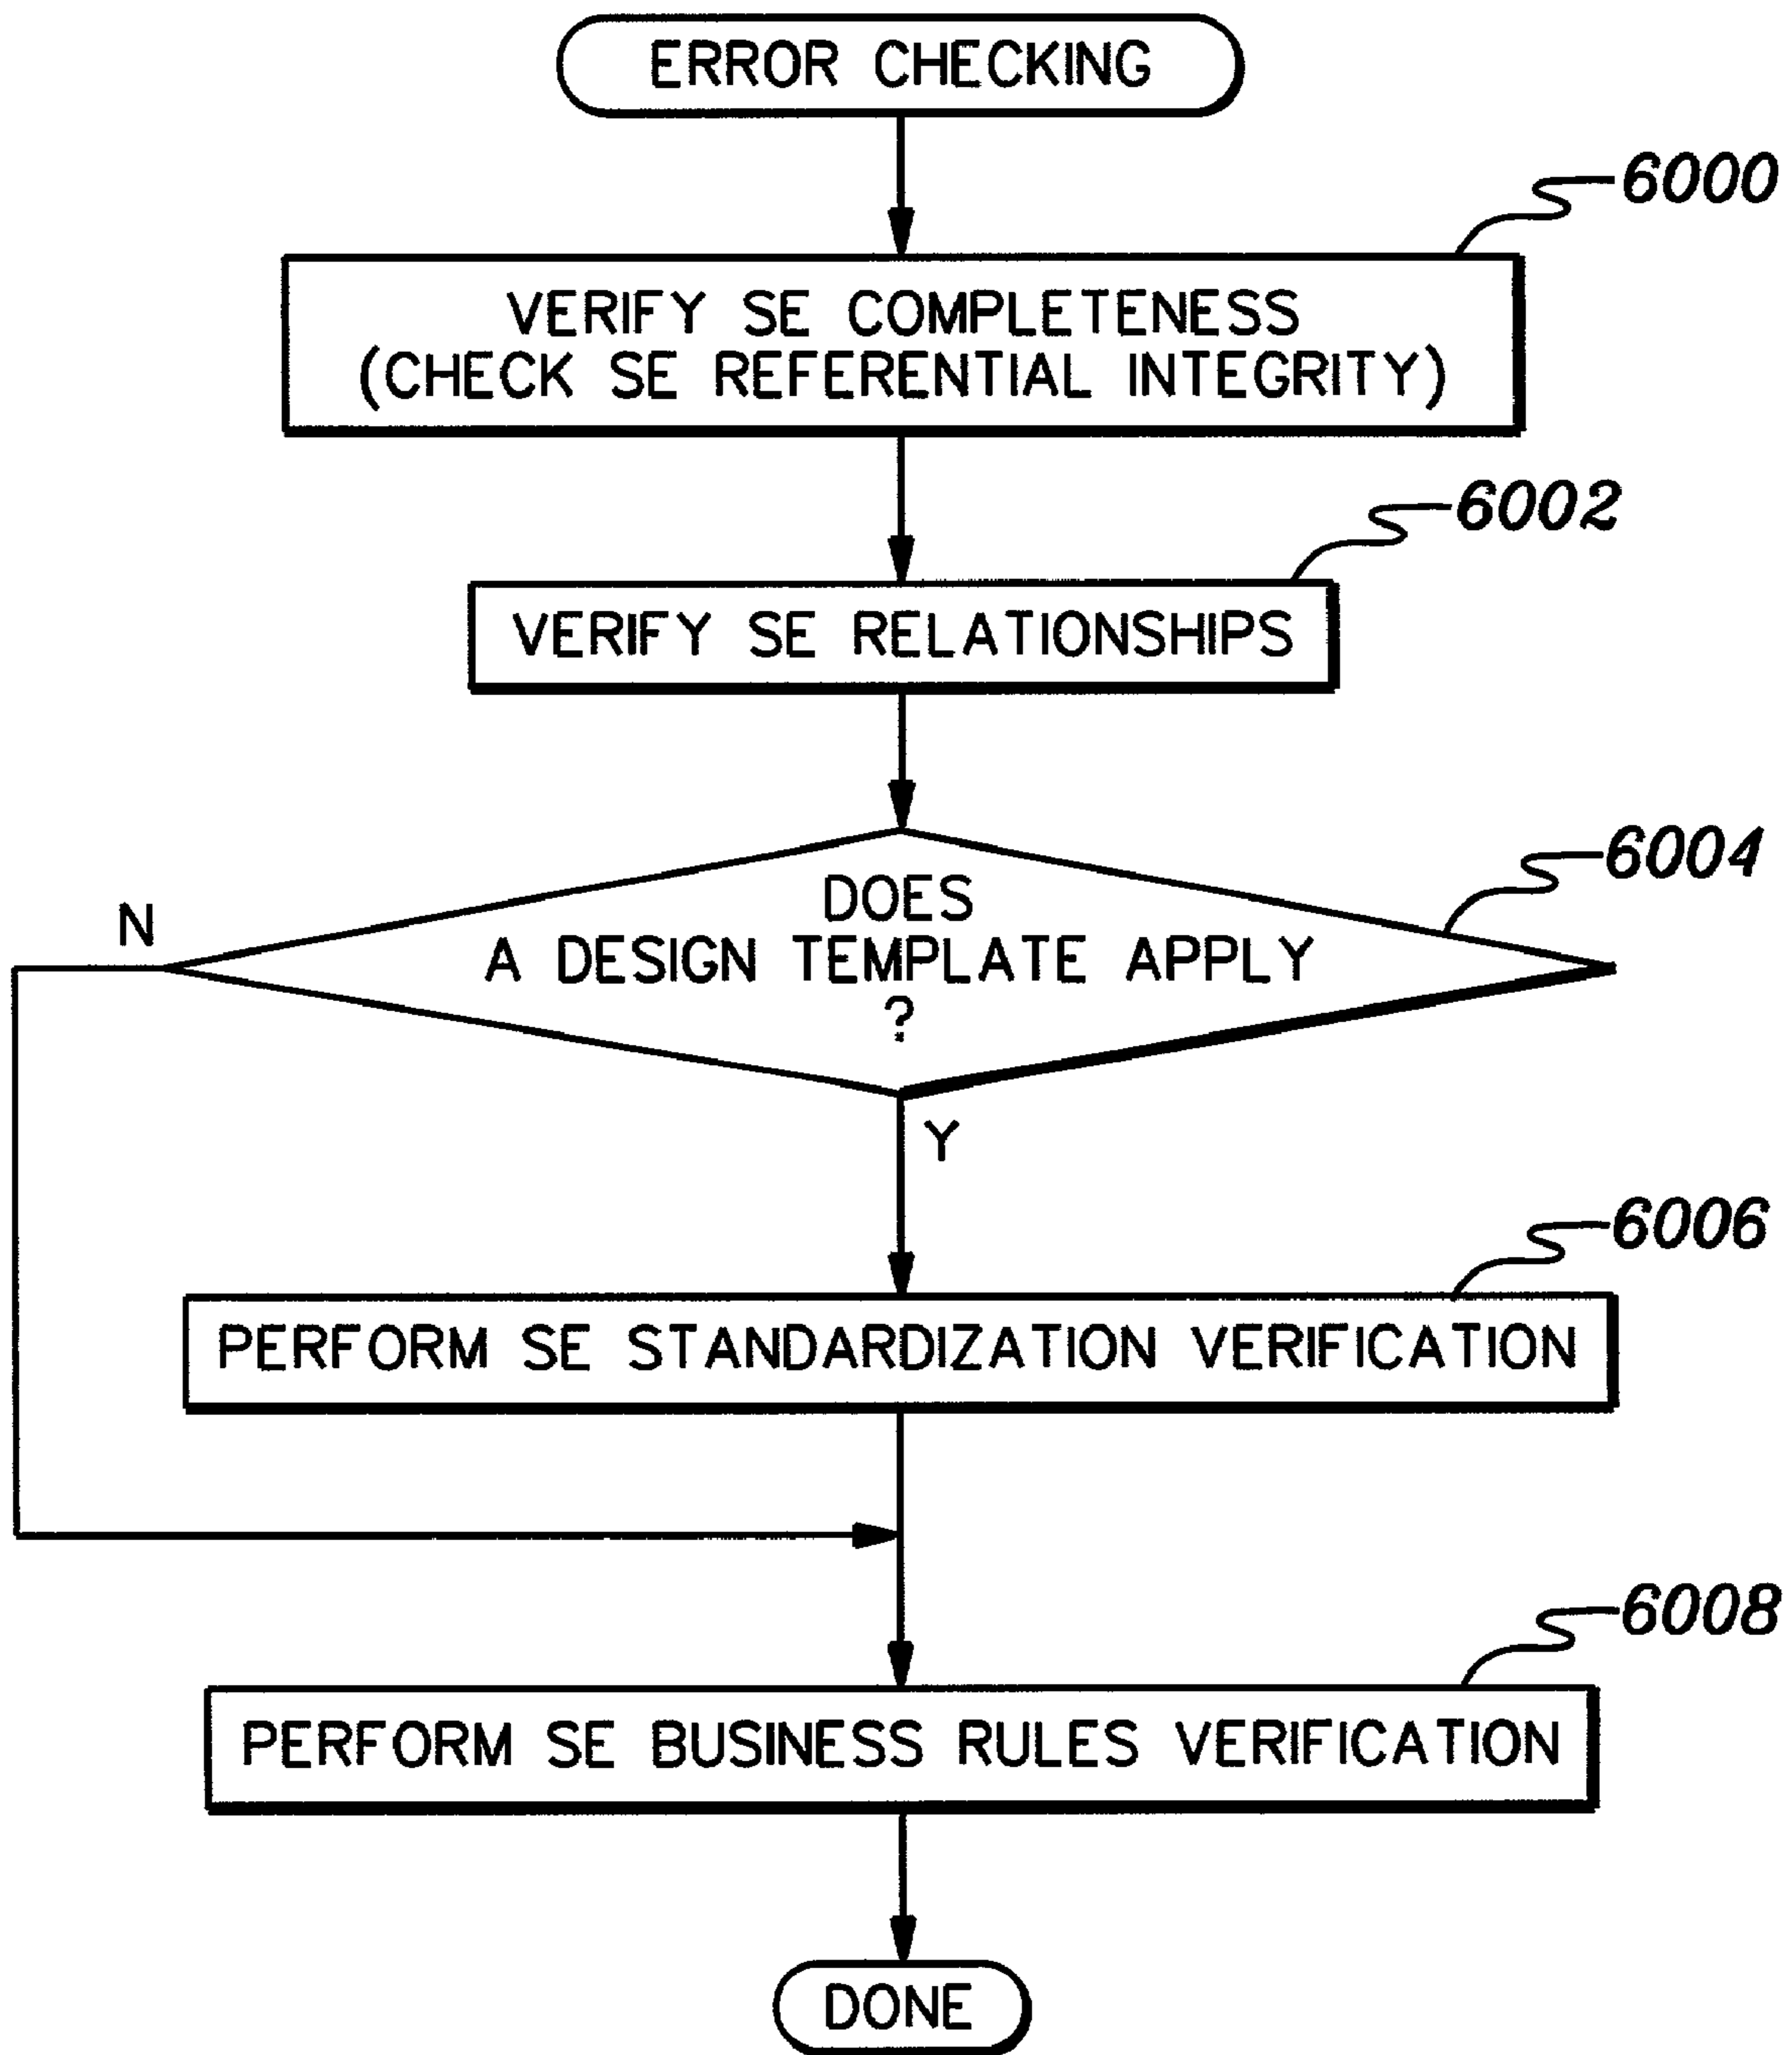 ERROR CHECKING
6000
VERIFY SE COMPLETENESS
(CHECK SE REFERENTIAL INTEGRITY)
6002
VERIFY SE RELATIONSHIPS
6004
DOES
N
A DESIGN TEMPLATE APPLY
?
Y
6006
PERFORM SE STANDARDIZATION VERIFICATION
6008
PERFORM SE BUSINESS RULES VERIFICATION
DONE